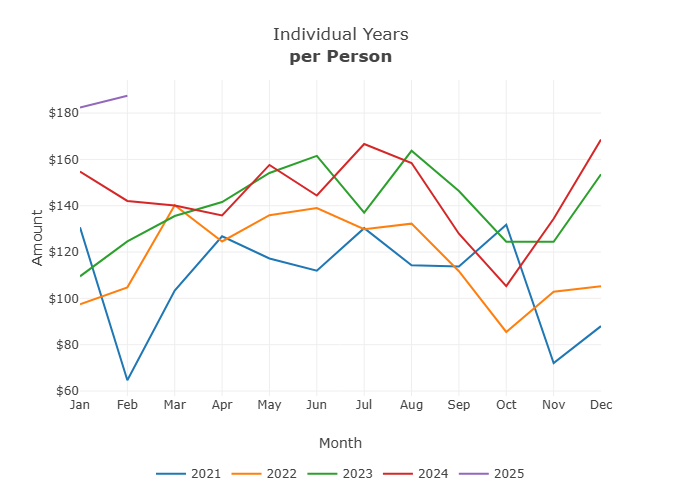 Individual Years
per Person
Amount
$180
$160
$140
$120
$100
$80
$60
Jan Feb Mar Apr May Jun Jul Aug Sep Oct Nov Dec
Month
2021 2022 2023 2024 2025